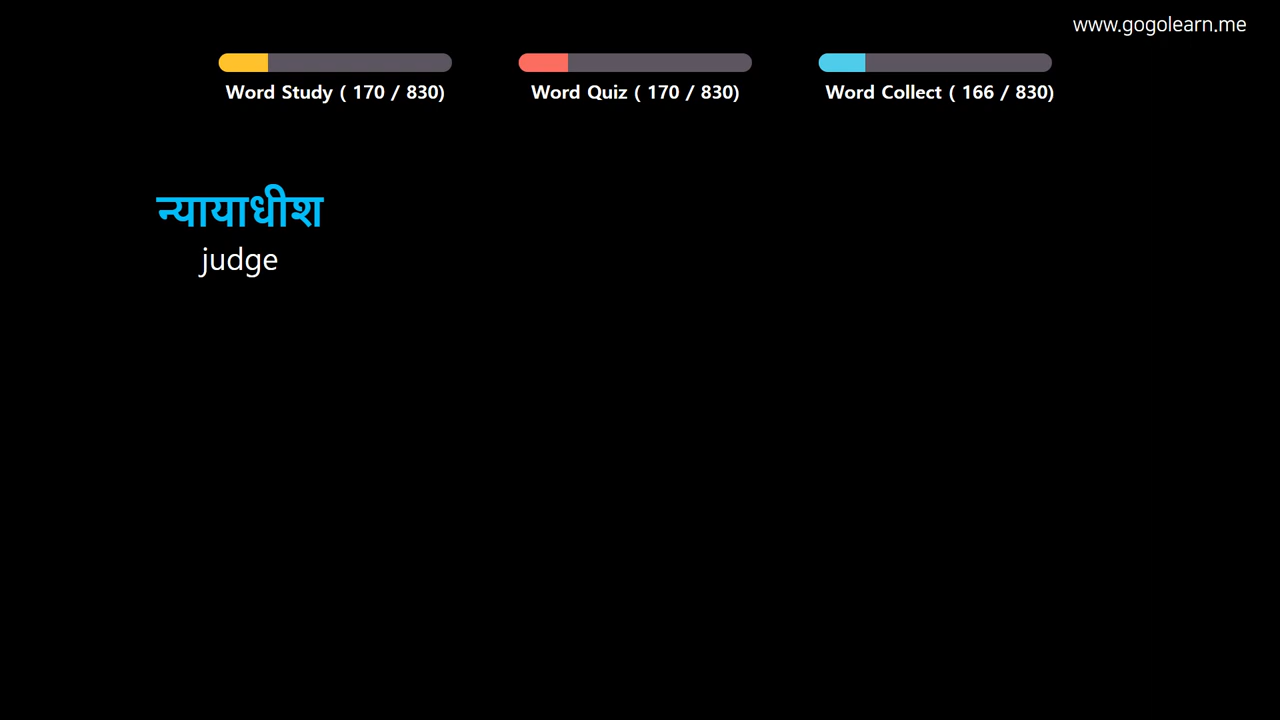 www.gogolearn.me
Word Study ( 170 / 830)
Word Quiz ( 170 / 830)
Word Collect ( 166 / 830)
न्यायाधीश
judge